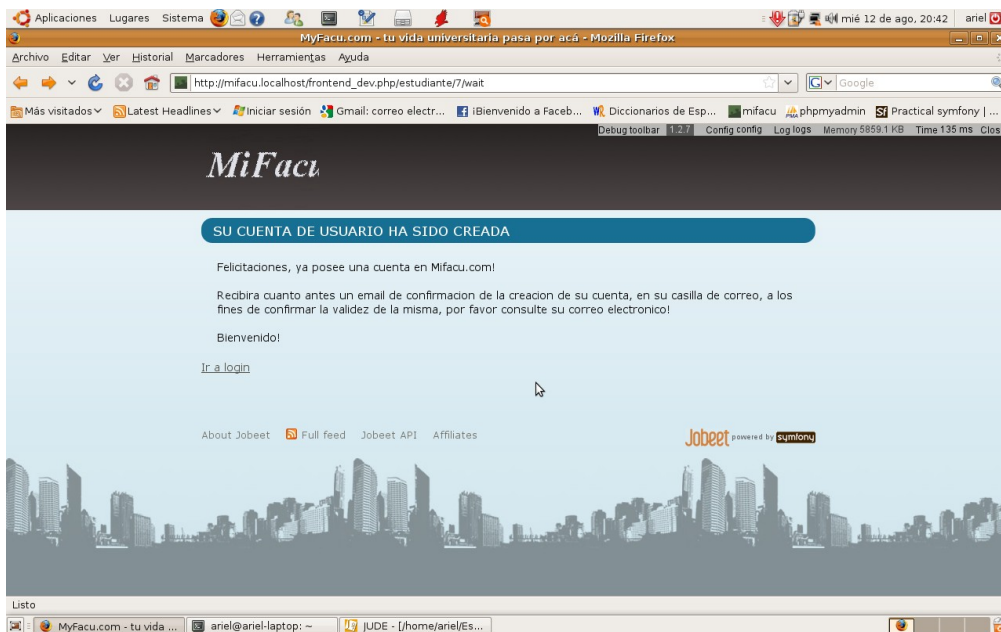 Aplicaciones Lugares Sistema mié 12 de ago, 20:42 ariel
MyFacu.com - tu vida universitaria pasa por acá - Mozilla Firefox
Archivo Editar Ver Historial Marcadores Herramientas Ayuda
http://mifacu.localhost/frontend_dev.php/estudiante/7/wait Google
Más visitados Latest Headlines Iniciar sesión Gmail: correo electr... iBienvenido a Faceb... Diccionarios de Esp... mifacu phpmyadmin Practical symfony | ...
Debug toolbar 1.2.7 Config config Log logs Memory 5859.1 KB Time 135 ms Clos
MiFacu
SU CUENTA DE USUARIO HA SIDO CREADA
Felicitaciones, ya posee una cuenta en Mifacu.com!
Recibira cuanto antes un email de confirmacion de la creacion de su cuenta, en su casilla de correo, a los
fines de confirmar la validez de la misma, por favor consulte su correo electronico!
Bienvenido!
Ir a login
About Jobeet Full feed Jobeet API Affiliates Jobeet powered by symfony
Listo
MyFacu.com - tu vida ... ariel@ariel-laptop: ~ JUDE - [/home/ariel/Es...